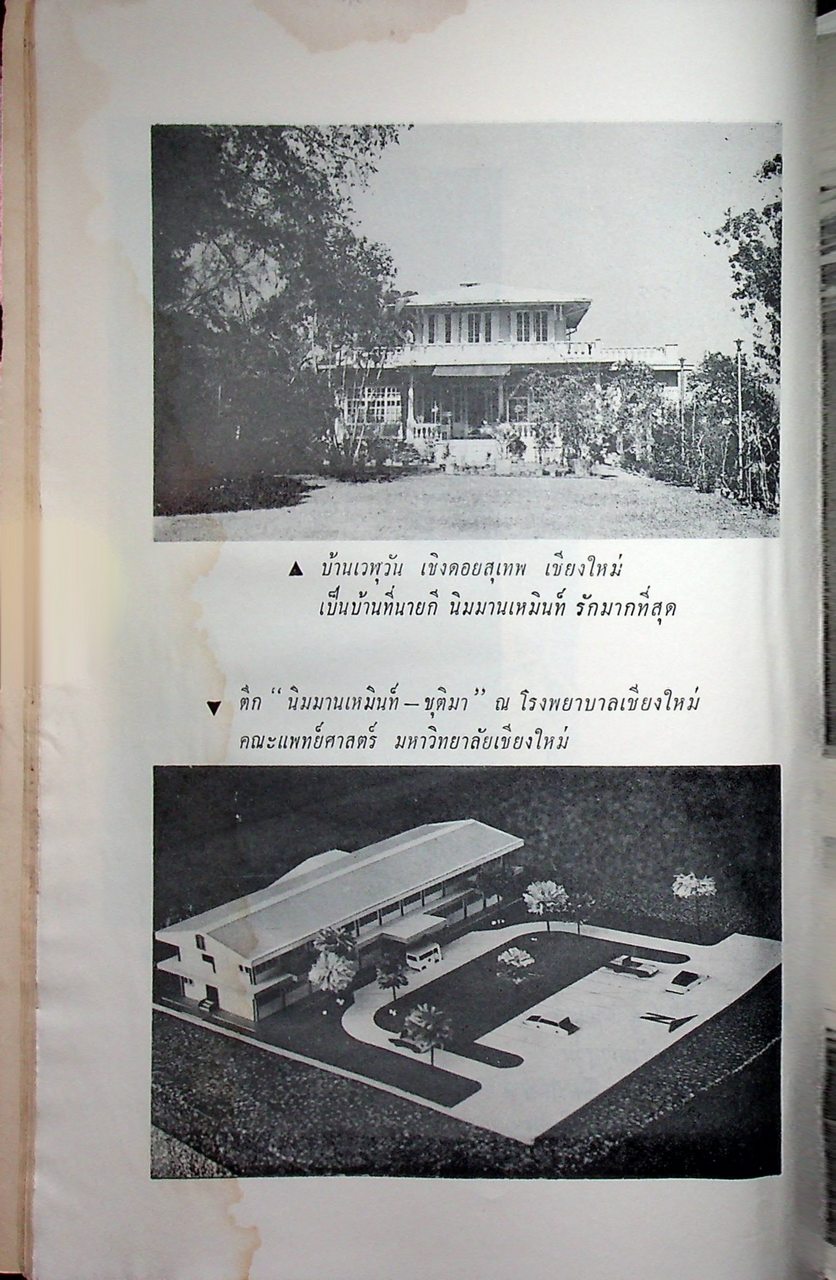 ▲ บ้านเวฬุวัน เชิงดอยสุเทพ เชียงใหม่
เป็นบ้านที่นายกี นิมมานเหมินท์ รักมากที่สุด
▼ ตึก “นิมมานเหมินท์ – ชุติมา” ณ โรงพยาบาลเชียงใหม่
คณะแพทย์ศาสตร์ มหาวิทยาลัยเชียงใหม่